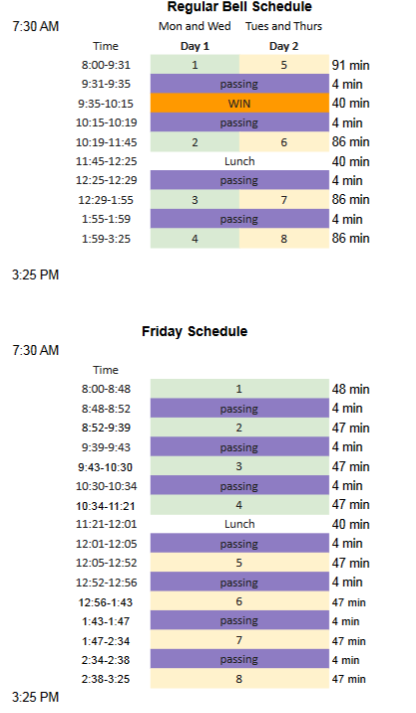 Regular Bell Schedule
7:30 AM Mon and Wed Tues and Thurs
Time Day 1 Day 2
8:00-9:31 1 5 91 min
9:31-9:35 passing 4 min
9:35-10:15 WIN 40 min
10:15-10:19 passing 4 min
10:19-11:45 2 6 86 min
11:45-12:25 Lunch 40 min
12:25-12:29 passing 4 min
12:29-1:55 3 7 86 min
1:55-1:59 passing 4 min
1:59-3:25 4 8 86 min
3:25 PM
Friday Schedule
7:30 AM
Time
8:00-8:48 1 48 min
8:48-8:52 passing 4 min
8:52-9:39 2 47 min
9:39-9:43 passing 4 min
9:43-10:30 3 47 min
10:30-10:34 passing 4 min
10:34-11:21 4 47 min
11:21-12:01 Lunch 40 min
12:01-12:05 passing 4 min
12:05-12:52 5 47 min
12:52-12:56 passing 4 min
12:56-1:43 6 47 min
1:43-1:47 passing 4 min
1:47-2:34 7 47 min
2:34-2:38 passing 4 min
2:38-3:25 8 47 min
3:25 PM